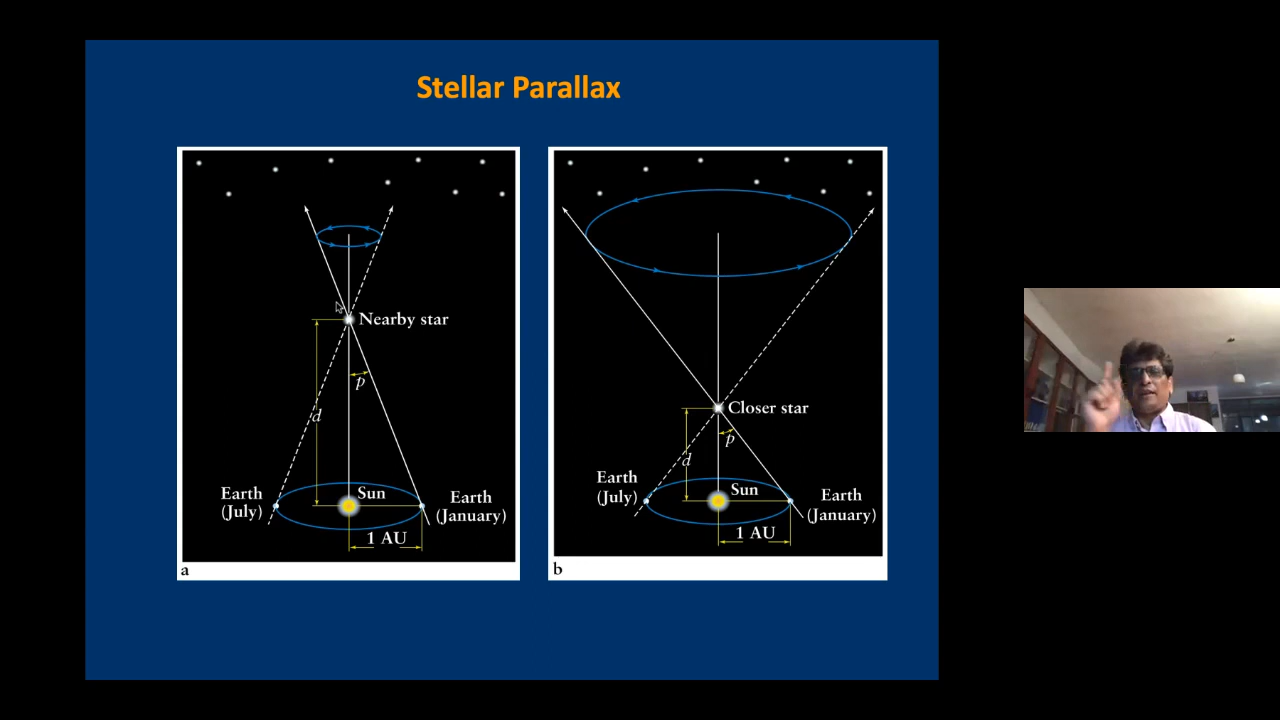 Stellar Parallax
Nearby star
p
d
Earth
(July)
Sun
Earth
(January)
1 AU
a
Closer star
p
d
Earth
(July)
Sun
Earth
(January)
1 AU
b